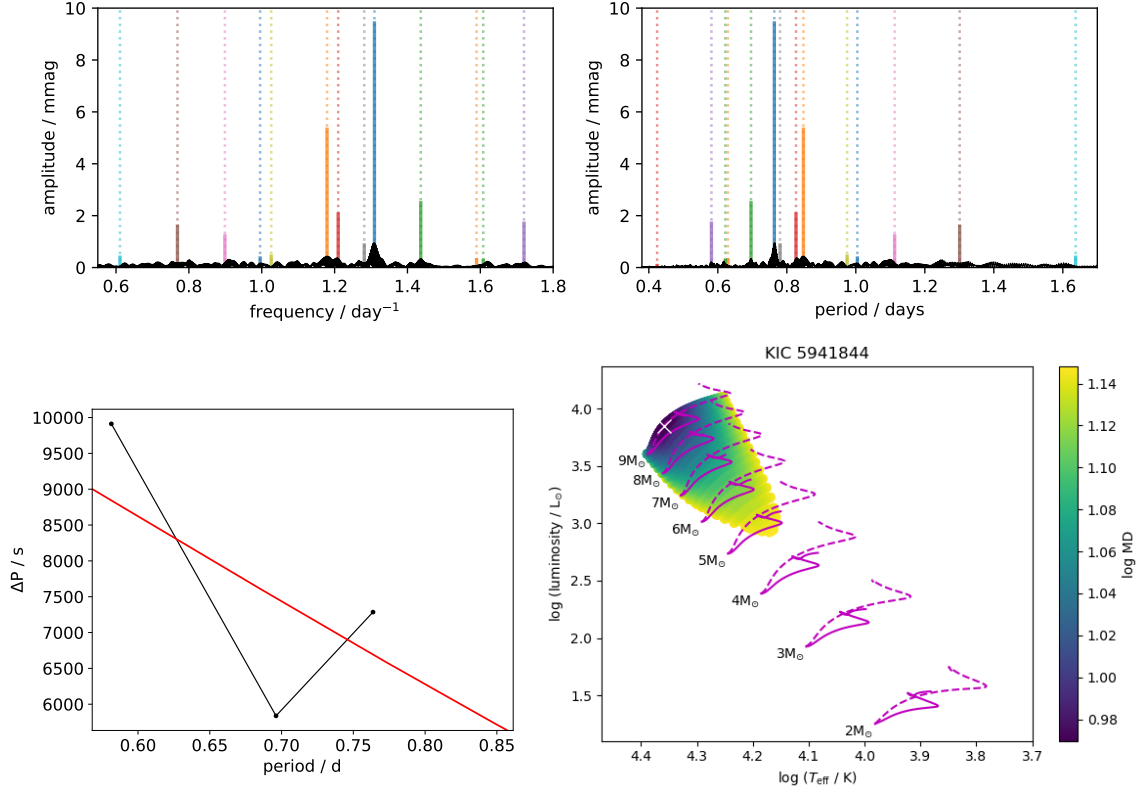 10
8
6
4
2
0
amplitude / mmag
0.6 0.8 1.0 1.2 1.4 1.6 1.8
frequency / day⁻¹
10
8
6
4
2
0
amplitude / mmag
0.4 0.6 0.8 1.0 1.2 1.4 1.6
period / days
10000
9500
9000
8500
8000
7500
7000
6500
6000
ΔP / s
0.60 0.65 0.70 0.75 0.80 0.85
period / d
KIC 5941844
4.0
3.5
3.0
2.5
2.0
1.5
log (luminosity / L⊙)
9M⊙
8M⊙
7M⊙
6M⊙
5M⊙
4M⊙
3M⊙
2M⊙
4.4 4.3 4.2 4.1 4.0 3.9 3.8 3.7
log (Teff / K)
1.14
1.12
1.10
1.08
1.06
1.04
1.02
1.00
0.98
log MD